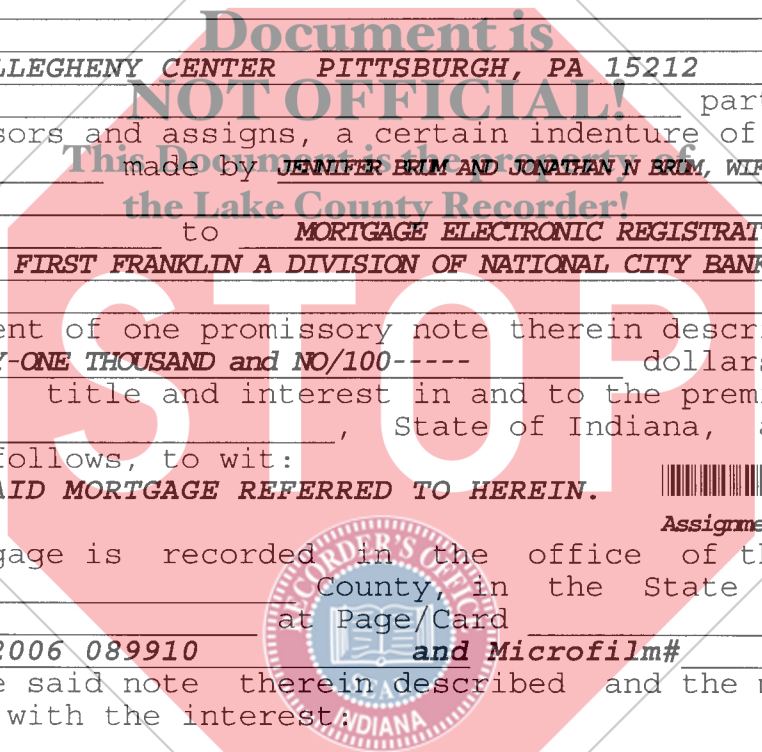 Document is
LLEGHENY CENTER PITTSBURGH, PA 15212
NOT OFFICIAL!
part
sors and assigns, a certain indenture of
This Document is the property of
made by JENNIFER BRUM AND JONATHAN N BRUM, WIF
the Lake County Recorder!
to MORTGAGE ELECTRONIC REGISTRAT
FIRST FRANKLIN A DIVISION OF NATIONAL CITY BANK
STOP
ent of one promissory note therein descri
Y-ONE THOUSAND and NO/100----- dollars
title and interest in and to the prem
, State of Indiana, a
follows, to wit:
AID MORTGAGE REFERRED TO HEREIN.
Assignme
gage is recorded in the office of th
County, in the State
at Page/Card
2006 089910 and Microfilm#
e said note therein described and the m
with the interest:
RECORDER'S OFFICE
INDIANA